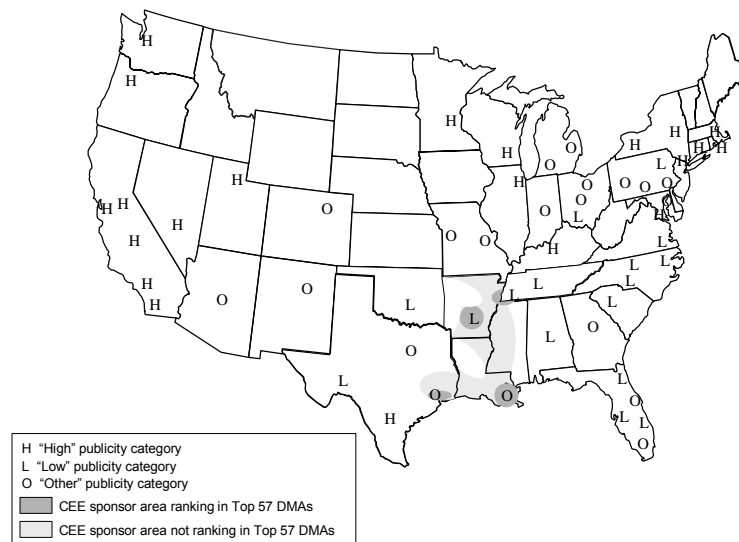 H
H
H
H H
H H O H H
H H L
O
H H O O O O
H O
H O O L H
H
H O O L
H L
L L
H O L O
L
H O L L L
L O
L
O
L L
O O O
H L L
O
H "High" publicity category
L "Low" publicity category
O "Other" publicity category
CEE sponsor area ranking in Top 57 DMAs
CEE sponsor area not ranking in Top 57 DMAs